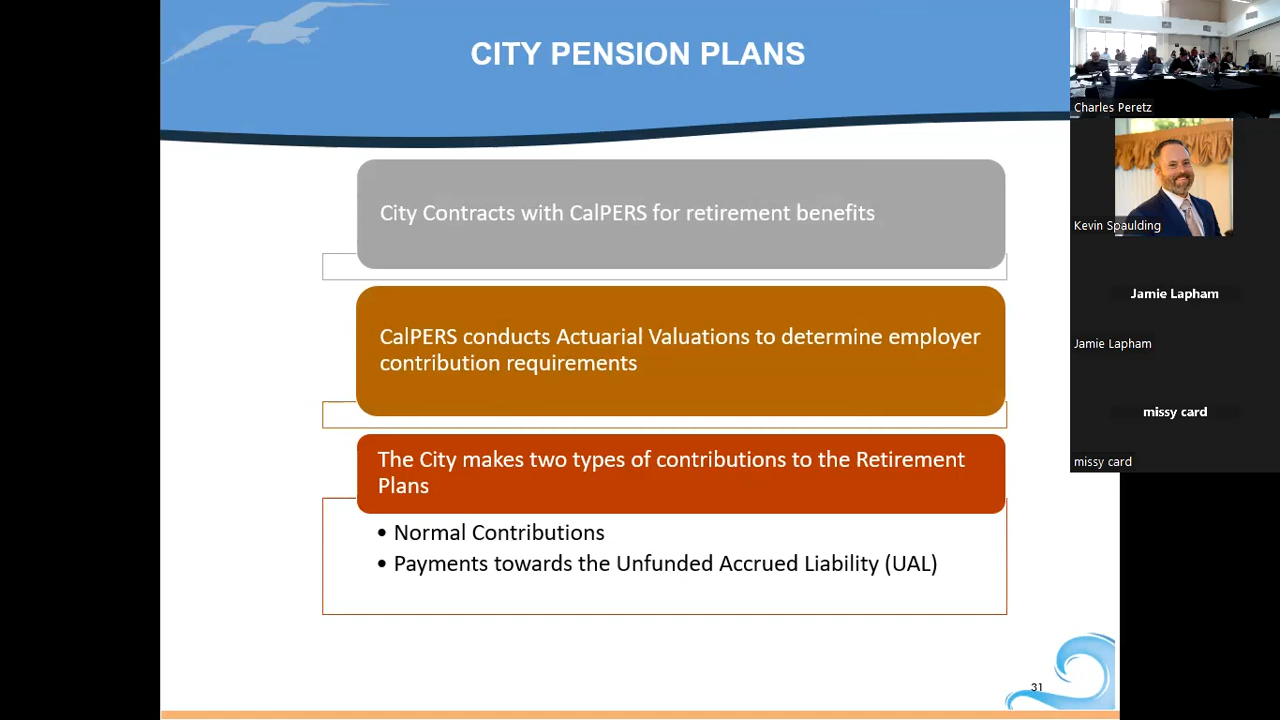 CITY PENSION PLANS
City Contracts with CalPERS for retirement benefits
CalPERS conducts Actuarial Valuations to determine employer
contribution requirements
The City makes two types of contributions to the Retirement
Plans
• Normal Contributions
• Payments towards the Unfunded Accrued Liability (UAL)
31
Charles Peretz
Kevin Spaulding
Jamie Lapham
Jamie Lapham
missy card
missy card